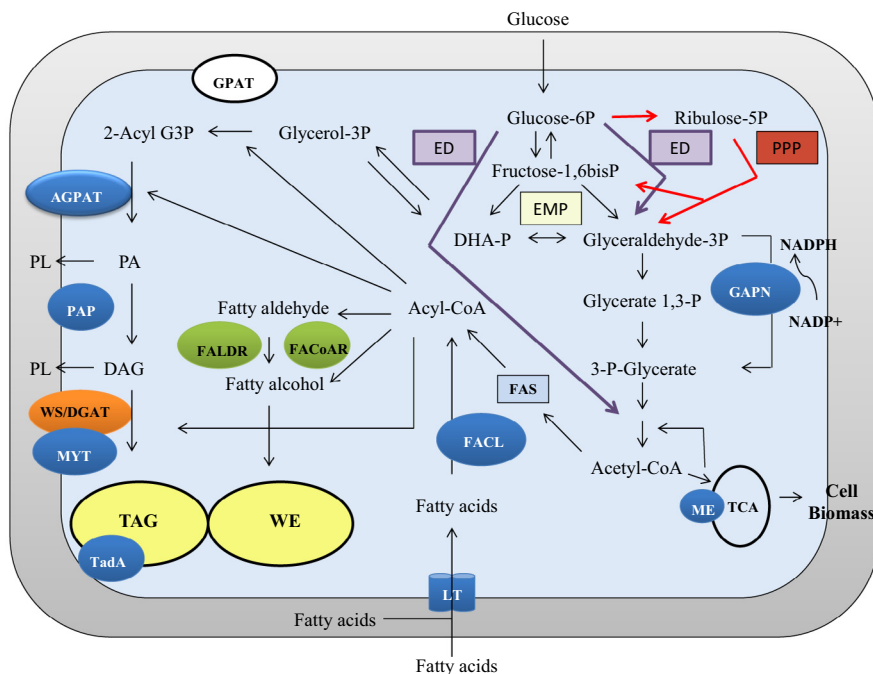 Glucose
GPAT
2-Acyl G3P
Glycerol-3P
Glucose-6P
Ribulose-5P
ED
ED
PPP
Fructose-1,6bisP
AGPAT
EMP
DHA-P
Glyceraldehyde-3P
NADPH
PL
PA
GAPN
PAP
Fatty aldehyde
Acyl-CoA
Glycerate 1,3-P
NADP+
FALDR
FACoAR
PL
DAG
Fatty alcohol
3-P-Glycerate
FAS
WS/DGAT
MYT
FACL
Acetyl-CoA
Fatty acids
ME
TCA
Cell
Biomass
TAG
WE
TadA
LT
Fatty acids
Fatty acids